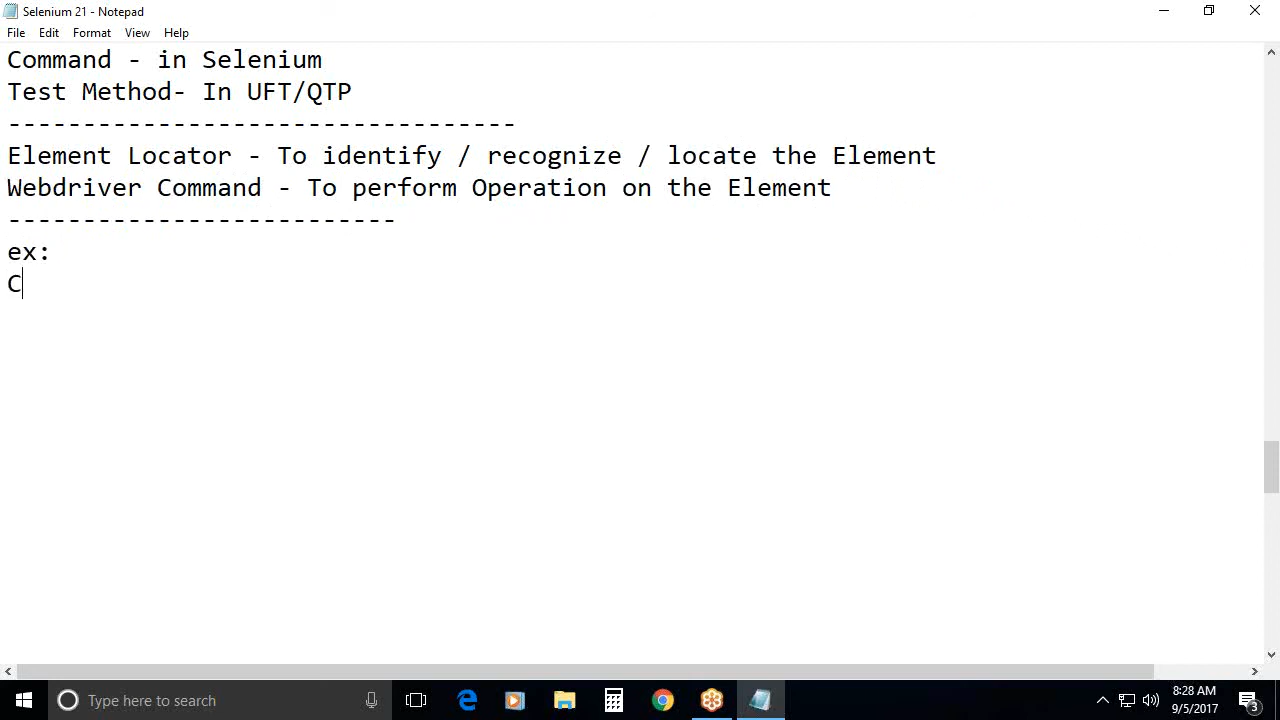 Selenium 21 - Notepad
File Edit Format View Help
Command - in Selenium
Test Method- In UFT/QTP
----------------------------------
Element Locator - To identify / recognize / locate the Element
Webdriver Command - To perform Operation on the Element
--------------------------
ex:
C
Type here to search
8:28 AM
9/5/2017
3